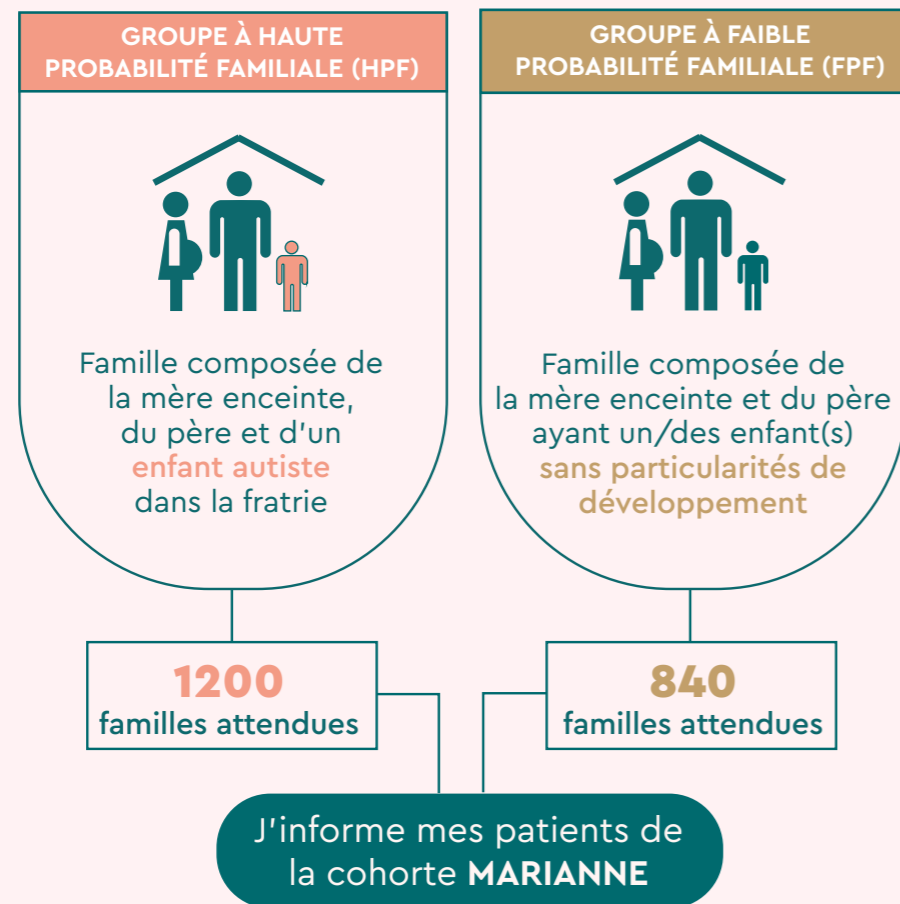 GROUPE À HAUTE
PROBABILITÉ FAMILIALE (HPF)
Famille composée de
la mère enceinte,
du père et d'un
enfant autiste
dans la fratrie
1200
familles attendues
GROUPE À FAIBLE
PROBABILITÉ FAMILIALE (FPF)
Famille composée de
la mère enceinte et du père
ayant un/des enfant(s)
sans particularités de
développement
840
familles attendues
J'informe mes patients de
la cohorte MARIANNE